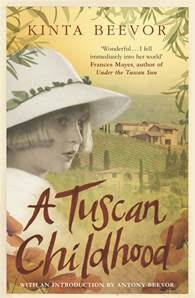 KINTA BEEVOR
'Wonderful... I fell
immediately into her world'
Frances Mayes, author of
Under the Tuscan Sun
A Tuscan
Childhood
WITH AN INTRODUCTION BY ANTONY BEEVOR